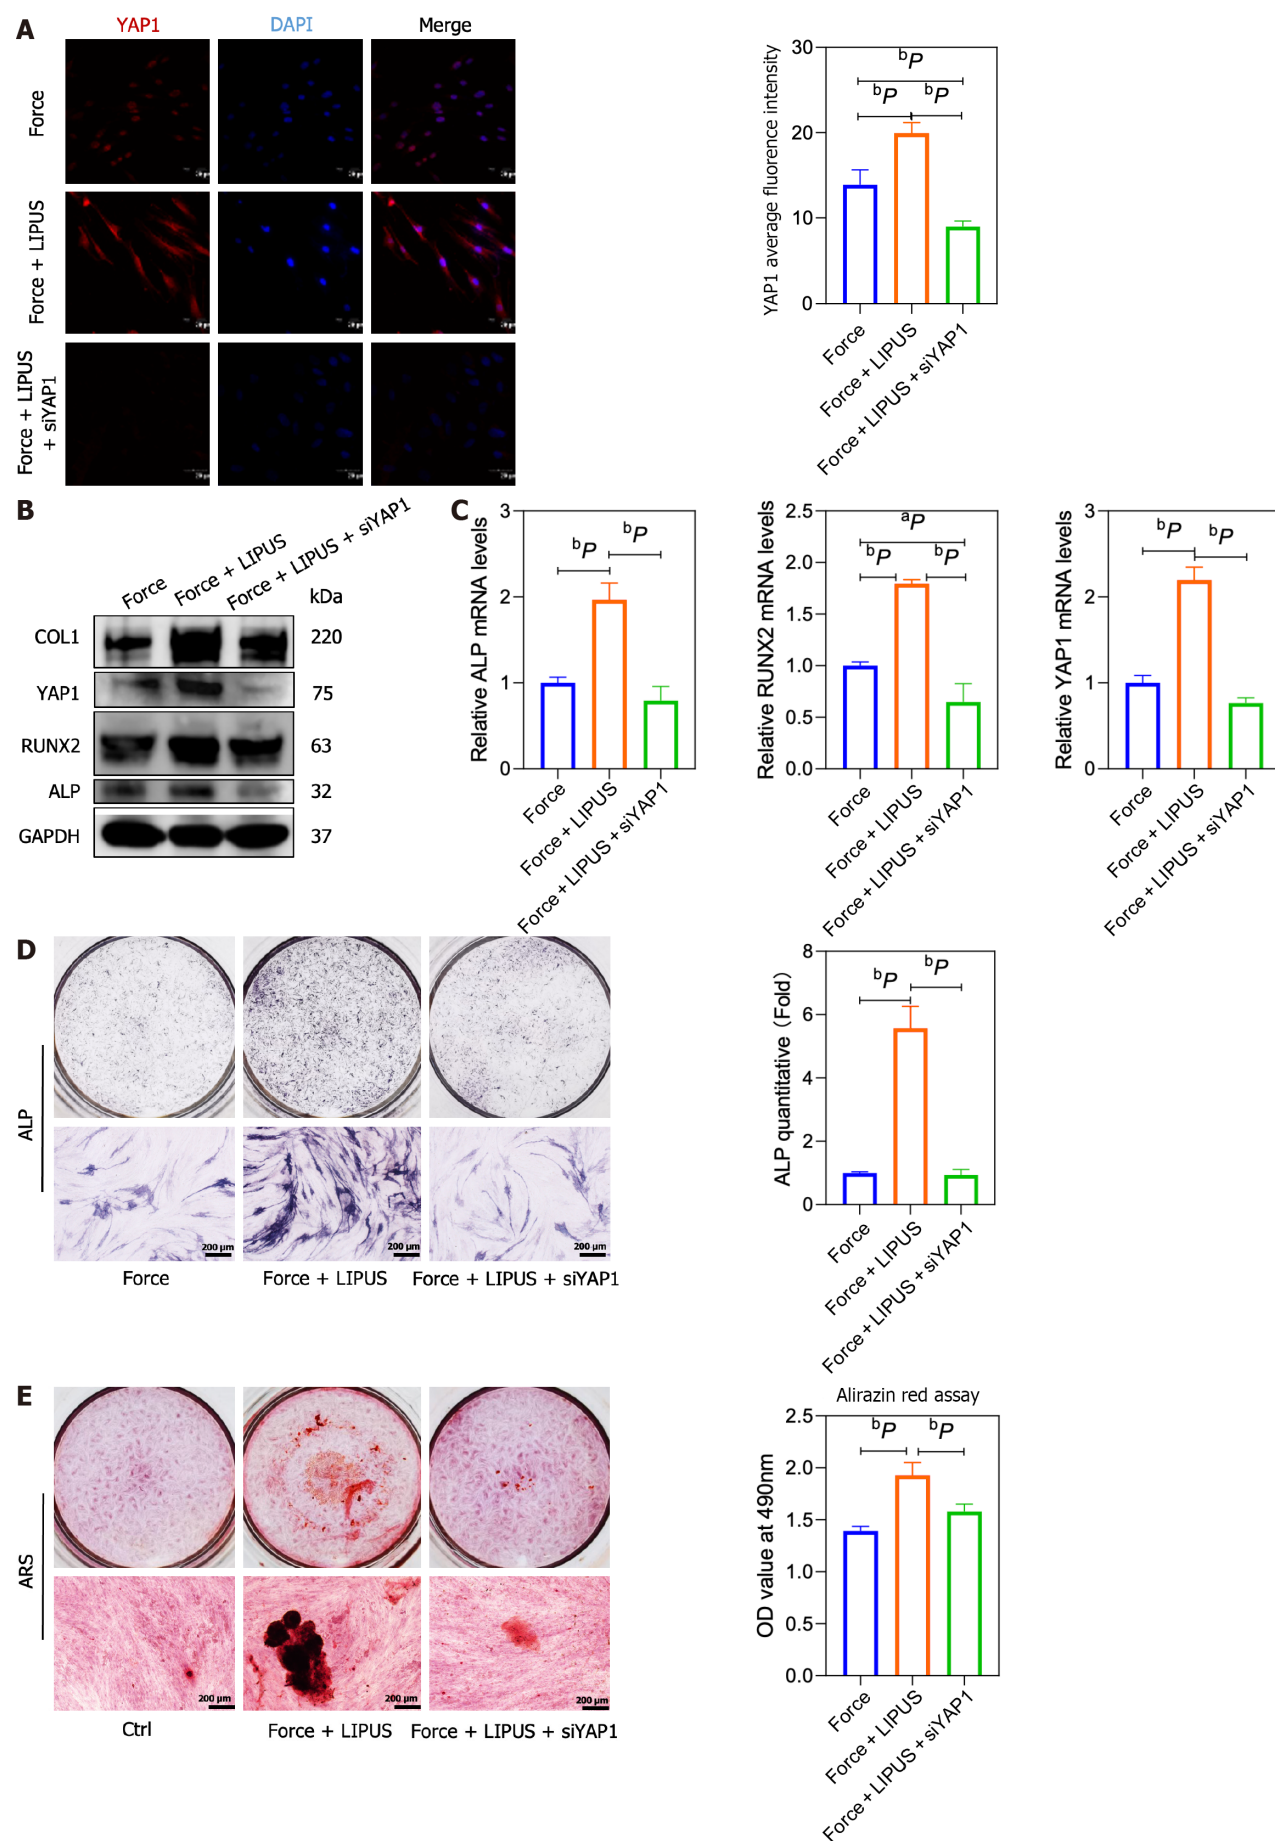 A
YAP1
DAPI
Merge
Force
Force + LIPUS
Force + LIPUS
+ siYAP1
YAP1 average fluorence intensity
30
20
10
0
bP
bP
bP
Force
Force + LIPUS
Force + LIPUS + siYAP1
B
Force
Force + LIPUS
Force + LIPUS + siYAP1
kDa
COL1
220
YAP1
75
RUNX2
63
ALP
32
GAPDH
37
C
Relative ALP mRNA levels
3
2
1
0
bP
bP
Force
Force + LIPUS
Force + LIPUS + siYAP1
Relative RUNX2 mRNA levels
2.5
2.0
1.5
1.0
0.5
0.0
aP
bP
bP
Force
Force + LIPUS
Force + LIPUS + siYAP1
Relative YAP1 mRNA levels
3
2
1
0
bP
bP
Force
Force + LIPUS
Force + LIPUS + siYAP1
D
ALP
200 μm
200 μm
200 μm
Force
Force + LIPUS
Force + LIPUS + siYAP1
ALP quantitative (Fold)
8
6
4
2
0
bP
bP
Force
Force + LIPUS
Force + LIPUS + siYAP1
E
ARS
200 μm
200 μm
200 μm
Ctrl
Force + LIPUS
Force + LIPUS + siYAP1
Alirazin red assay
OD value at 490nm
2.5
2.0
1.5
1.0
0.5
0.0
bP
bP
Force
Force + LIPUS
Force + LIPUS + siYAP1